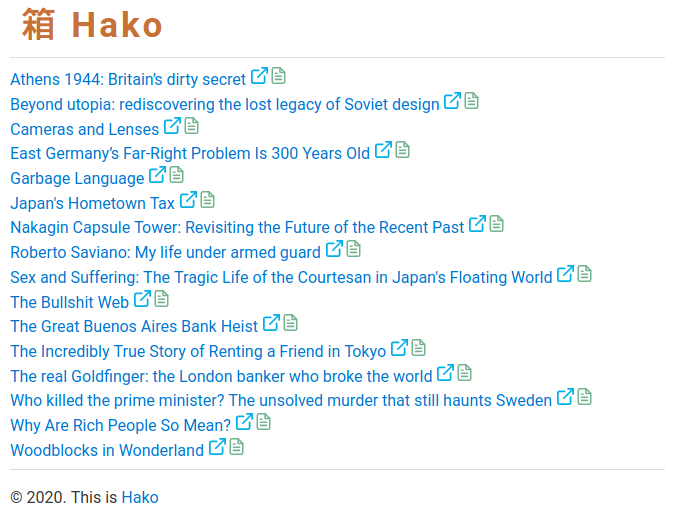 箱 Hako
Athens 1944: Britain's dirty secret
Beyond utopia: rediscovering the lost legacy of Soviet design
Cameras and Lenses
East Germany's Far-Right Problem Is 300 Years Old
Garbage Language
Japan's Hometown Tax
Nakagin Capsule Tower: Revisiting the Future of the Recent Past
Roberto Saviano: My life under armed guard
Sex and Suffering: The Tragic Life of the Courtesan in Japan's Floating World
The Bullshit Web
The Great Buenos Aires Bank Heist
The Incredibly True Story of Renting a Friend in Tokyo
The real Goldfinger: the London banker who broke the world
Who killed the prime minister? The unsolved murder that still haunts Sweden
Why Are Rich People So Mean?
Woodblocks in Wonderland
© 2020. This is Hako